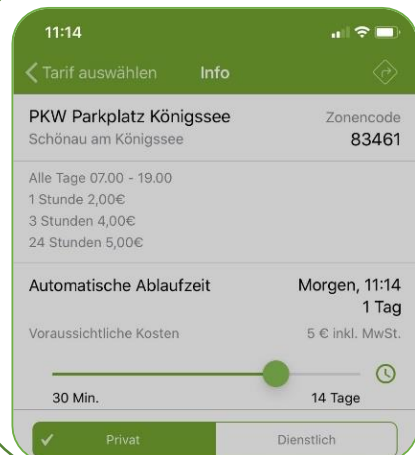 11:14
Tarif auswählen Info
PKW Parkplatz Königssee Zonencode
Schönau am Königssee 83461
Alle Tage 07.00 - 19.00
1 Stunde 2,00€
3 Stunden 4,00€
24 Stunden 5,00€
Automatische Ablaufzeit Morgen, 11:14
1 Tag
Voraussichtliche Kosten 5 € inkl. MwSt.
30 Min. 14 Tage
Privat Dienstlich